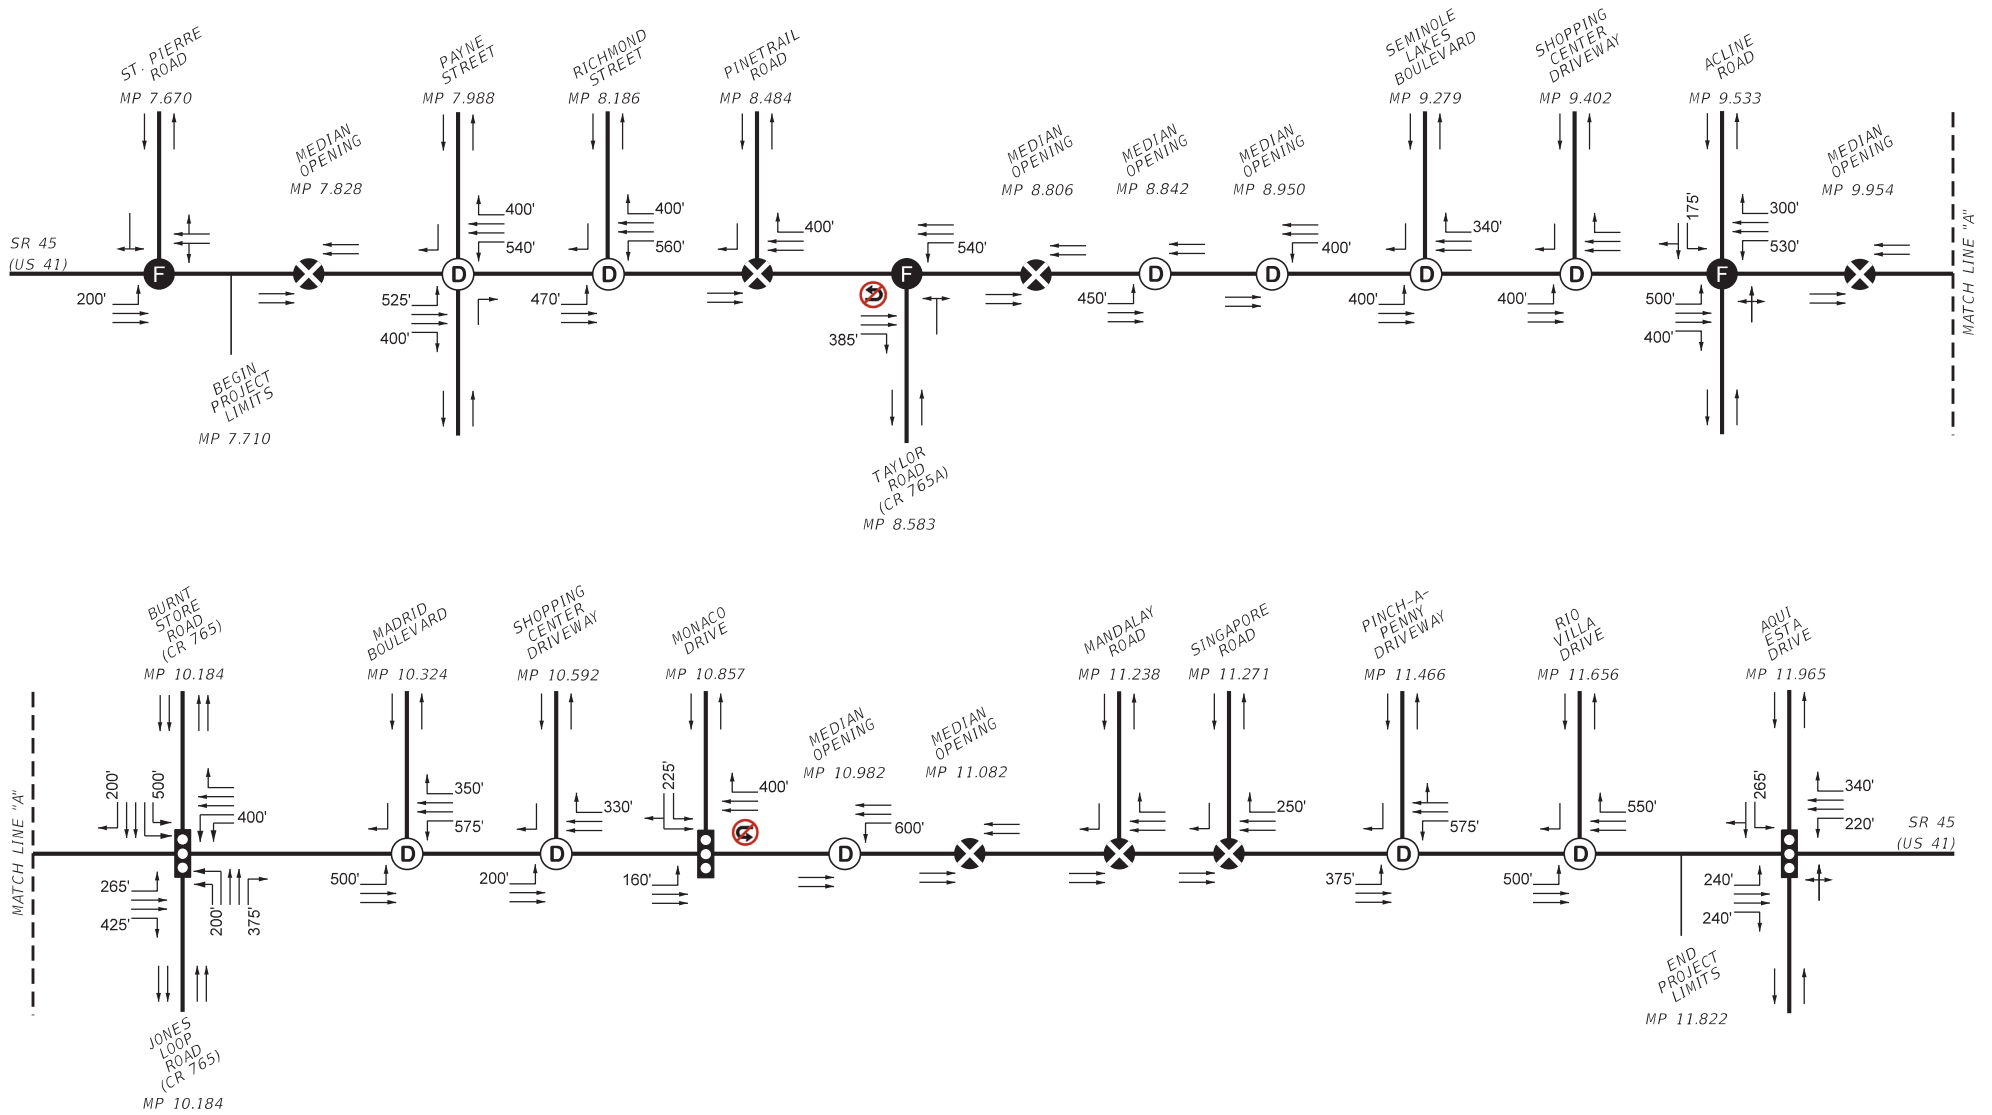 ST. PIERRE
ROAD
MP 7.670
PAYNE
STREET
MP 7.988
RICHMOND
STREET
MP 8.186
PINETRAIL
ROAD
MP 8.484
SEMINOLE
LAKES
BOULEVARD
MP 9.279
SHOPPING
CENTER
DRIVEWAY
MP 9.402
ACLINE
ROAD
MP 9.533
MEDIAN
OPENING
MP 7.828
MEDIAN
OPENING
MP 8.806
MEDIAN
OPENING
MP 8.842
MEDIAN
OPENING
MP 8.950
MEDIAN
OPENING
MP 9.954
SR 45
(US 41)
400'
540'
400'
560'
400'
540'
400'
340'
175'
300'
530'
F
D
D
F
D
D
D
D
F
200'
525'
400'
470'
385'
450'
400'
400'
500'
400'
MATCH LINE "A"
BEGIN
PROJECT
LIMITS
MP 7.710
TAYLOR
ROAD
(CR 765A)
MP 8.583
BURNT
STORE
ROAD
(CR 765)
MP 10.184
MADRID
BOULEVARD
MP 10.324
SHOPPING
CENTER
DRIVEWAY
MP 10.592
MONACO
DRIVE
MP 10.857
MANDALAY
ROAD
MP 11.238
SINGAPORE
ROAD
MP 11.271
PINCH-A-
PENNY
DRIVEWAY
MP 11.466
RIO
VILLA
DRIVE
MP 11.656
AQUI
ESTA
DRIVE
MP 11.965
MEDIAN
OPENING
MP 10.982
MEDIAN
OPENING
MP 11.082
MATCH LINE "A"
200'
500'
400'
350'
575'
330'
225'
400'
600'
250'
575'
550'
265'
340'
220'
SR 45
(US 41)
D
D
D
D
D
265'
425'
200'
375'
500'
200'
160'
375'
500'
240'
240'
END
PROJECT
LIMITS
MP 11.822
JONES
LOOP
ROAD
(CR 765)
MP 10.184